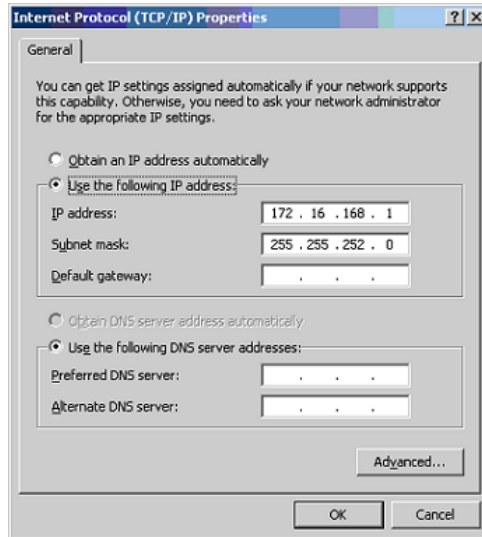 Internet Protocol (TCP/IP) Properties
General
You can get IP settings assigned automatically if your network supports
this capability. Otherwise, you need to ask your network administrator
for the appropriate IP settings.
Obtain an IP address automatically
Use the following IP address:
IP address: 172 . 16 . 168 . 1
Subnet mask: 255 . 255 . 252 . 0
Default gateway: . . .
Obtain DNS server address automatically
Use the following DNS server addresses:
Preferred DNS server: . . .
Alternate DNS server: . . .
Advanced...
OK Cancel